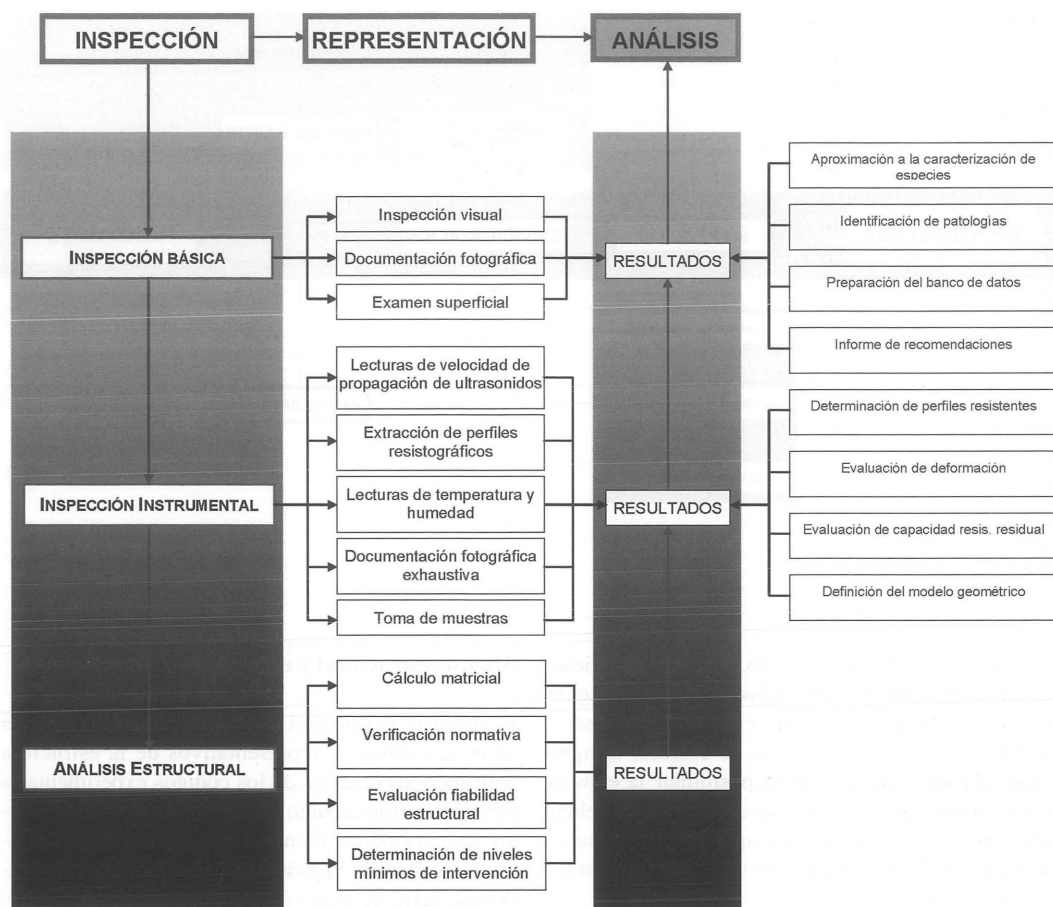 INSPECCIÓN
REPRESENTACIÓN
ANÁLISIS
INSPECCIÓN BÁSICA
Inspección visual
Documentación fotográfica
Examen superficial
RESULTADOS
Aproximación a la caracterización de
especies
Identificación de patologías
Preparación del banco de datos
Informe de recomendaciones
INSPECCIÓN INSTRUMENTAL
Lecturas de velocidad de
propagación de ultrasonidos
Extracción de perfiles
resistográficos
Lecturas de temperatura y
humedad
Documentación fotográfica
exhaustiva
Toma de muestras
RESULTADOS
Determinación de perfiles resistentes
Evaluación de deformación
Evaluación de capacidad resis. residual
Definición del modelo geométrico
ANÁLISIS ESTRUCTURAL
Cálculo matricial
Verificación normativa
Evaluación fiabilidad
estructural
Determinación de niveles
mínimos de intervención
RESULTADOS